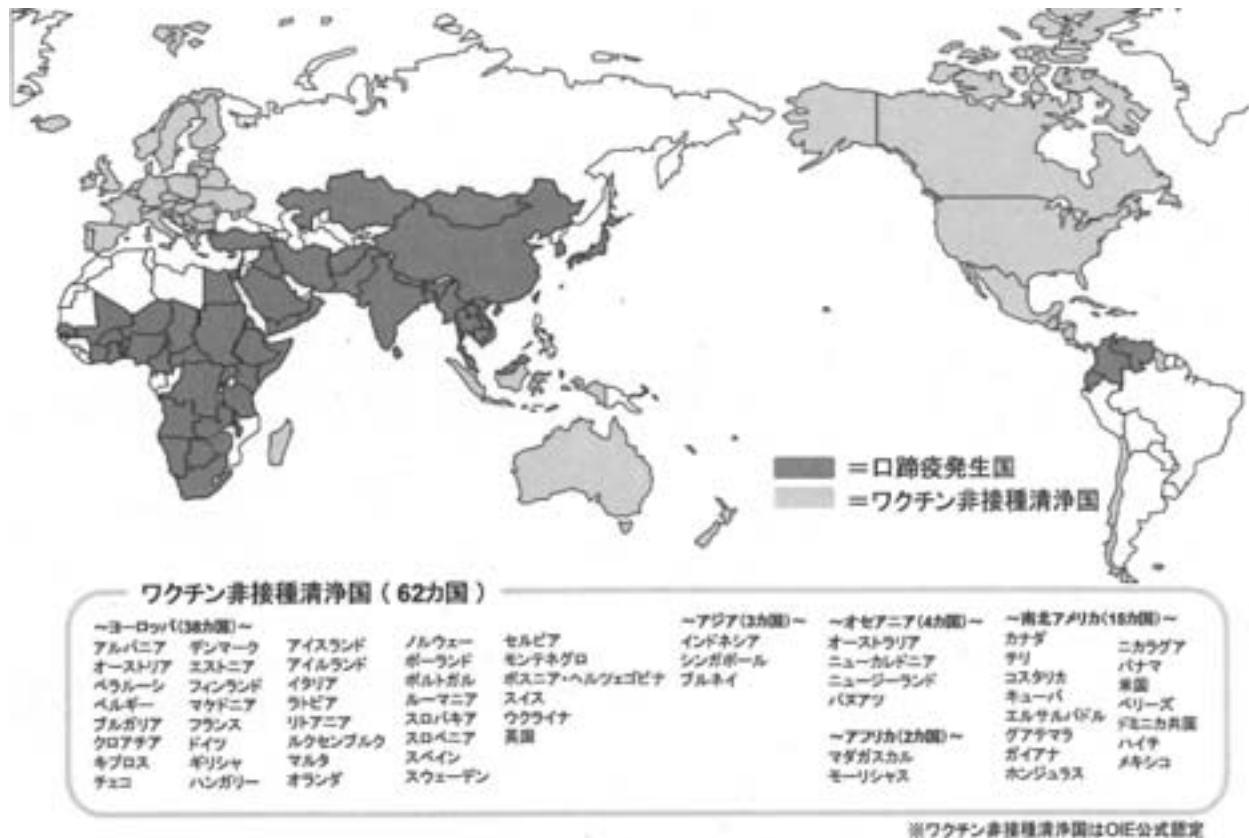 =口蹄疫発生国
=ワクチン非接種清浄国
ワクチン非接種清浄国(62カ国)
~ヨーロッパ(38カ国)~
アルバニア
オーストリア
ベラルーシ
ベルギー
ブルガリア
クロアチア
キプロス
チェコ
デンマーク
エストニア
フィンランド
マケドニア
フランス
ドイツ
ギリシャ
ハンガリー
アイスランド
アイルランド
イタリア
ラトビア
リトアニア
ルクセンブルク
マルタ
オランダ
ノルウェー
ポーランド
ポルトガル
ルーマニア
スロバキア
スロベニア
スペイン
スウェーデン
セルビア
モンテネグロ
ボスニア・ヘルツェゴビナ
スイス
ウクライナ
英国
~アジア(3カ国)~
インドネシア
シンガポール
ブルネイ
~オセアニア(4カ国)~
オーストラリア
ニューカレドニア
ニュージーランド
バヌアツ
~アフリカ(2カ国)~
マダガスカル
モーリシャス
~南北アメリカ(15カ国)~
カナダ
チリ
コスタリカ
キューバ
エルサルバドル
グアテマラ
ガイアナ
ホンジュラス
ニカラグア
パナマ
米国
ベリーズ
ドミニカ共国
ハイチ
メキシコ
※ワクチン非接種清浄国はOIE公式認定